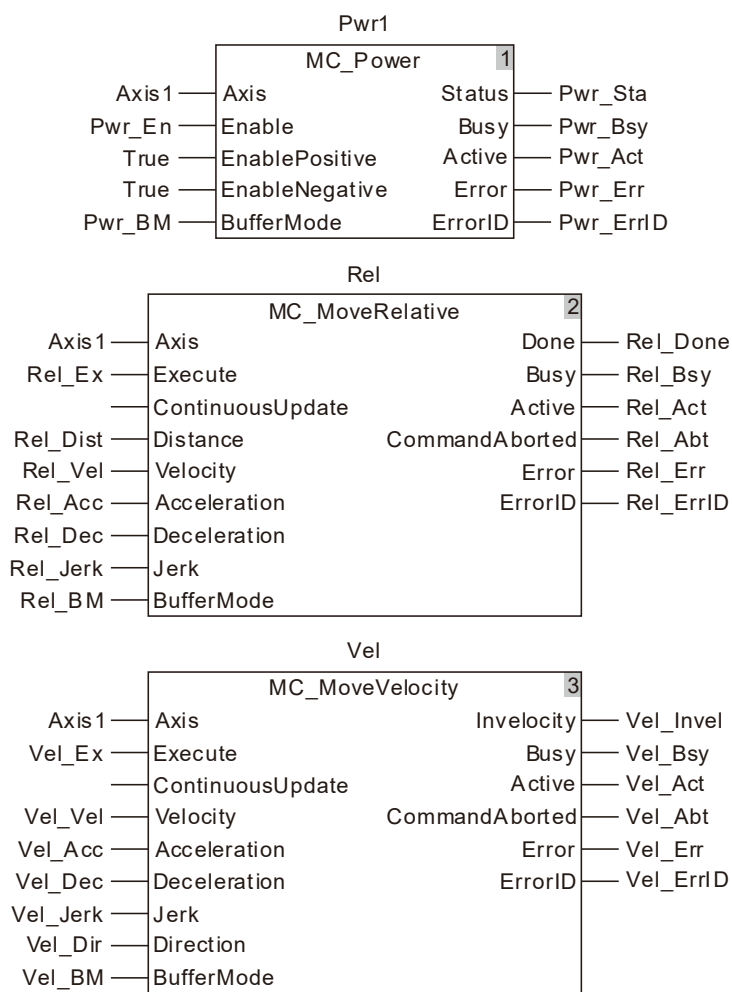 Pwr1
MC_Power 1
Axis1 Axis Status Pwr_Sta
Pwr_En Enable Busy Pwr_Bsy
True EnablePositive Active Pwr_Act
True EnableNegative Error Pwr_Err
Pwr_BM BufferMode ErrorID Pwr_ErrID
Rel
MC_MoveRelative 2
Axis1 Axis Done Rel_Done
Rel_Ex Execute Busy Rel_Bsy
ContinuousUpdate Active Rel_Act
Rel_Dist Distance CommandAborted Rel_Abt
Rel_Vel Velocity Error Rel_Err
Rel_Acc Acceleration ErrorID Rel_ErrID
Rel_Dec Deceleration
Rel_Jerk Jerk
Rel_BM BufferMode
Vel
MC_MoveVelocity 3
Axis1 Axis Invelocity Vel_Invel
Vel_Ex Execute Busy Vel_Bsy
ContinuousUpdate Active Vel_Act
Vel_Vel Velocity CommandAborted Vel_Abt
Vel_Acc Acceleration Error Vel_Err
Vel_Dec Deceleration ErrorID Vel_ErrID
Vel_Jerk Jerk
Vel_Dir Direction
Vel_BM BufferMode